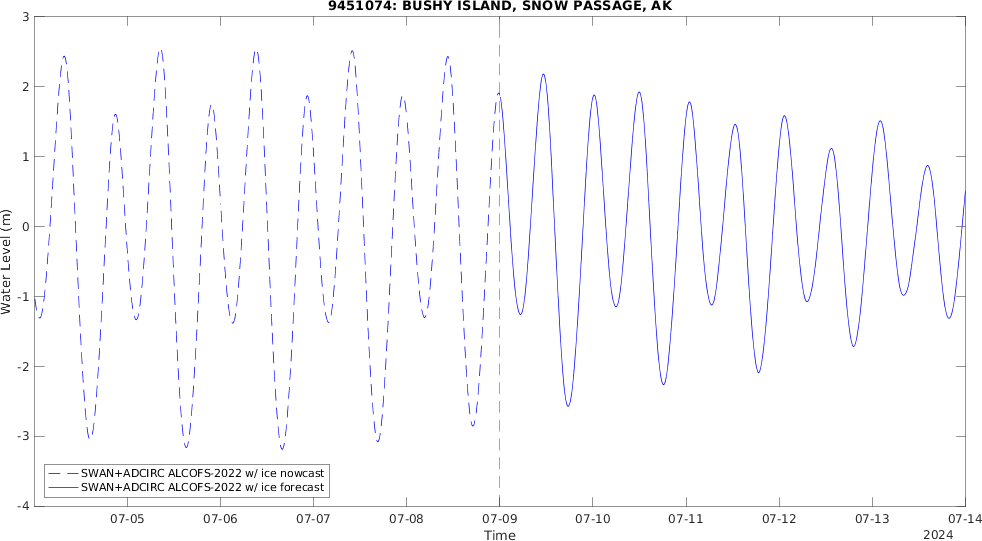 9451074: BUSHY ISLAND, SNOW PASSAGE, AK
3
2
1
0
-1
-2
-3
-4
Water Level (m)
SWAN+ADCIRC ALCOFS-2022 w/ ice nowcast
SWAN+ADCIRC ALCOFS-2022 w/ ice forecast
07-05 07-06 07-07 07-08 07-09 07-10 07-11 07-12 07-13 07-14
Time
2024